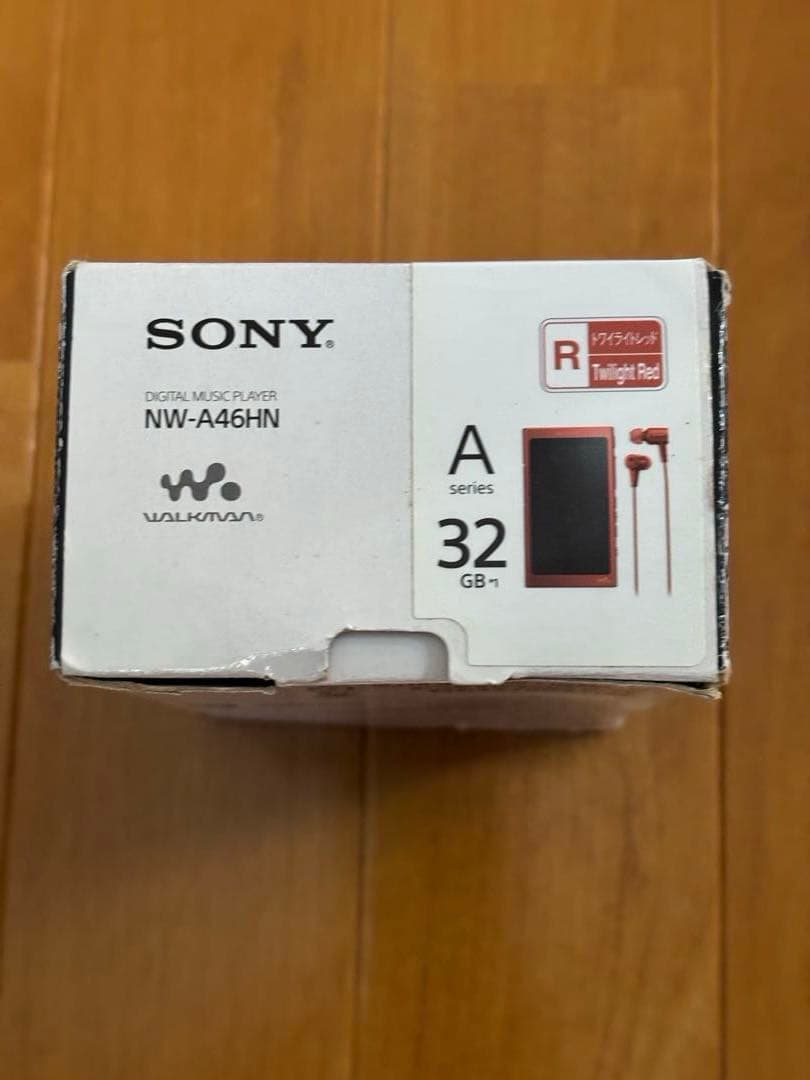 SONY®
DIGITAL MUSIC PLAYER
NW-A46HN
WALKMAN®
R
トワイライトレッド
Twilight Red
A
series
32
GB *1